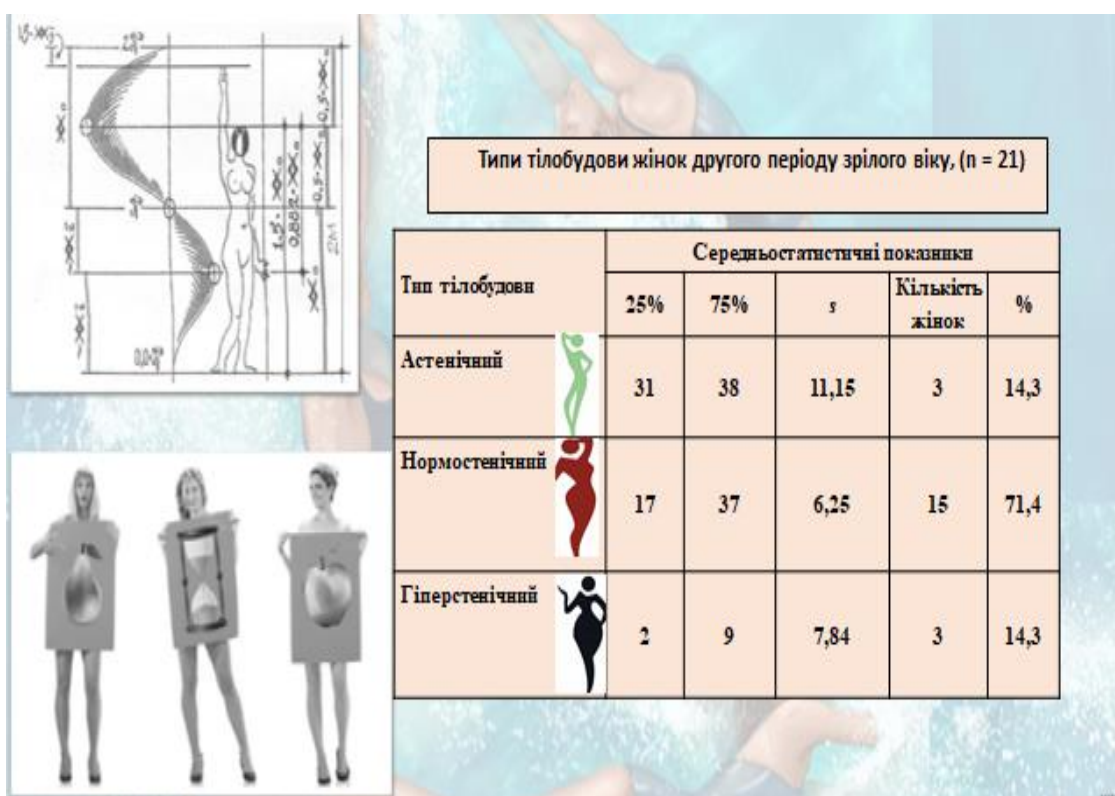 Типи тілобудови жінок другого періоду зрілого віку, (n = 21)
Тип тілобудови
Середньостатистичні показники
25% 75% s Кількість жінок %
Астенічний 31 38 11,15 3 14,3
Нормостенічний 17 37 6,25 15 71,4
Гіперстенічний 2 9 7,84 3 14,3